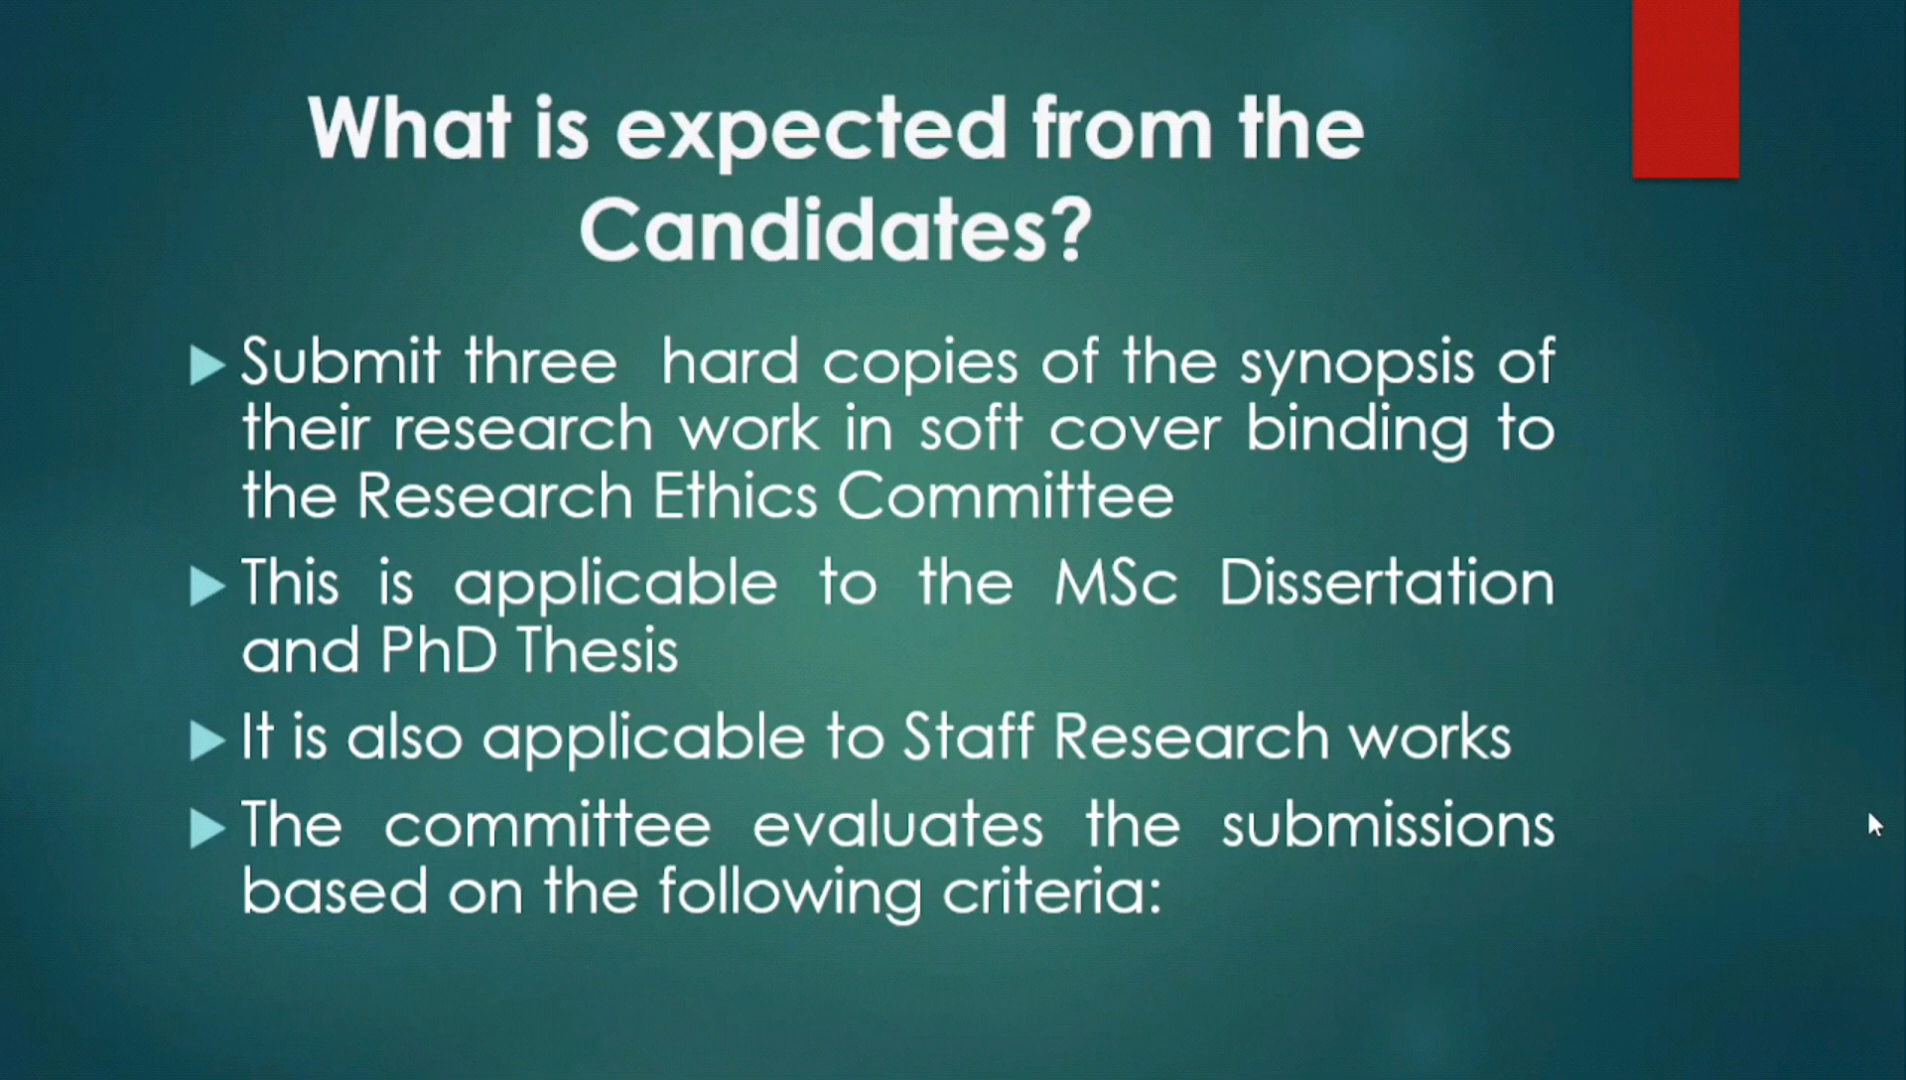 What is expected from the
Candidates?
Submit three  hard copies of the synopsis of
their research work in soft cover binding to
the Research Ethics Committee
This is applicable to the MSc Dissertation
and PhD Thesis
It is also applicable to Staff Research works
The committee evaluates the submissions
based on the following criteria: